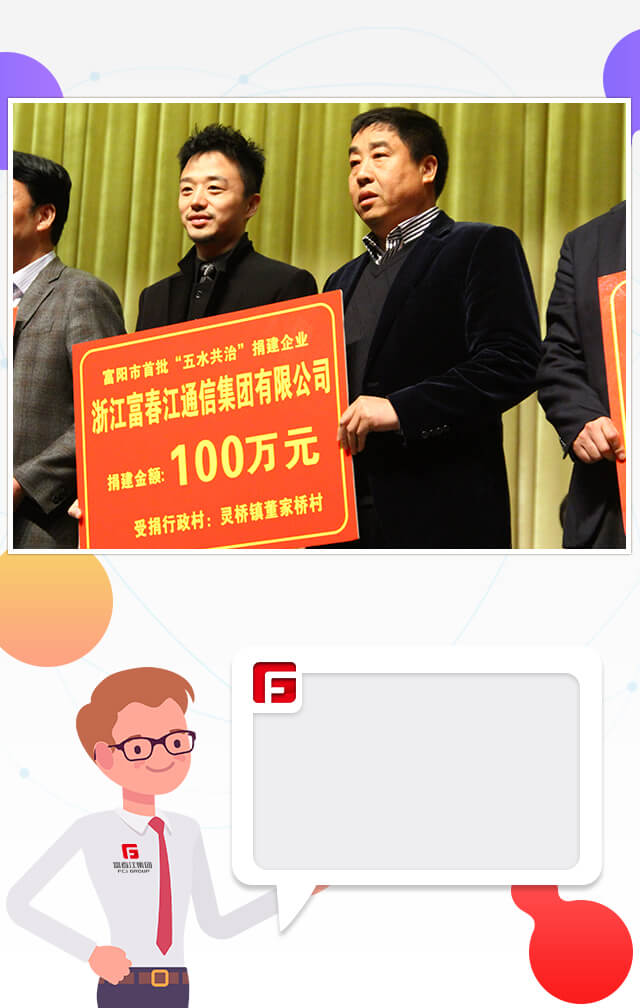 富阳市首批“五水共治”捐建企业
浙江富春江通信集团有限公司
捐建金额: 100万元
受捐行政村：灵桥镇董家桥村
富春江集团
FCJ GROUP